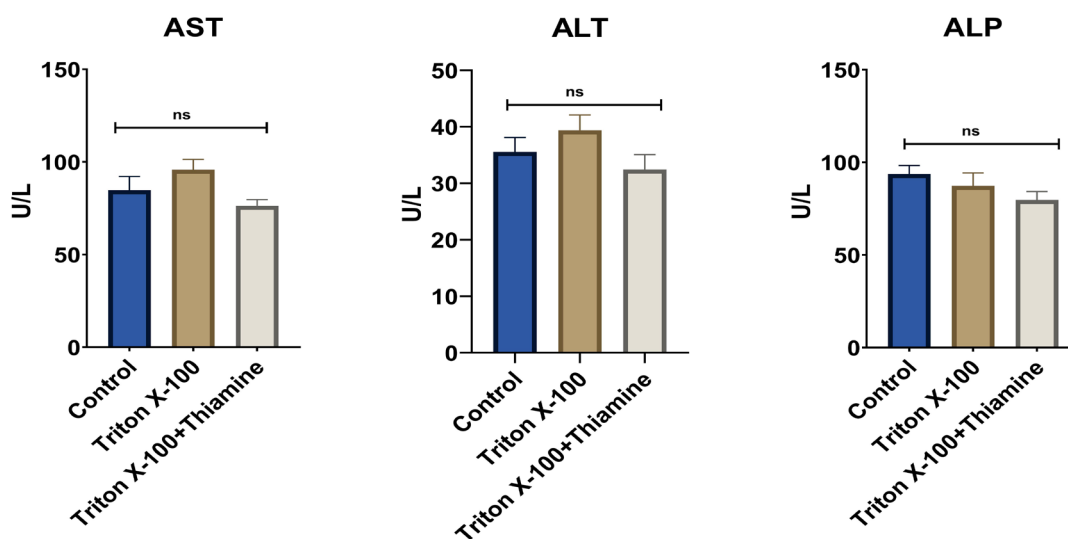 AST
150
100
50
0
U/L
ns
Control
Triton X-100
Triton X-100+Thiamine
ALT
50
40
30
20
10
0
U/L
ns
Control
Triton X-100
Triton X-100+Thiamine
ALP
150
100
50
0
U/L
ns
Control
Triton X-100
Triton X-100+Thiamine